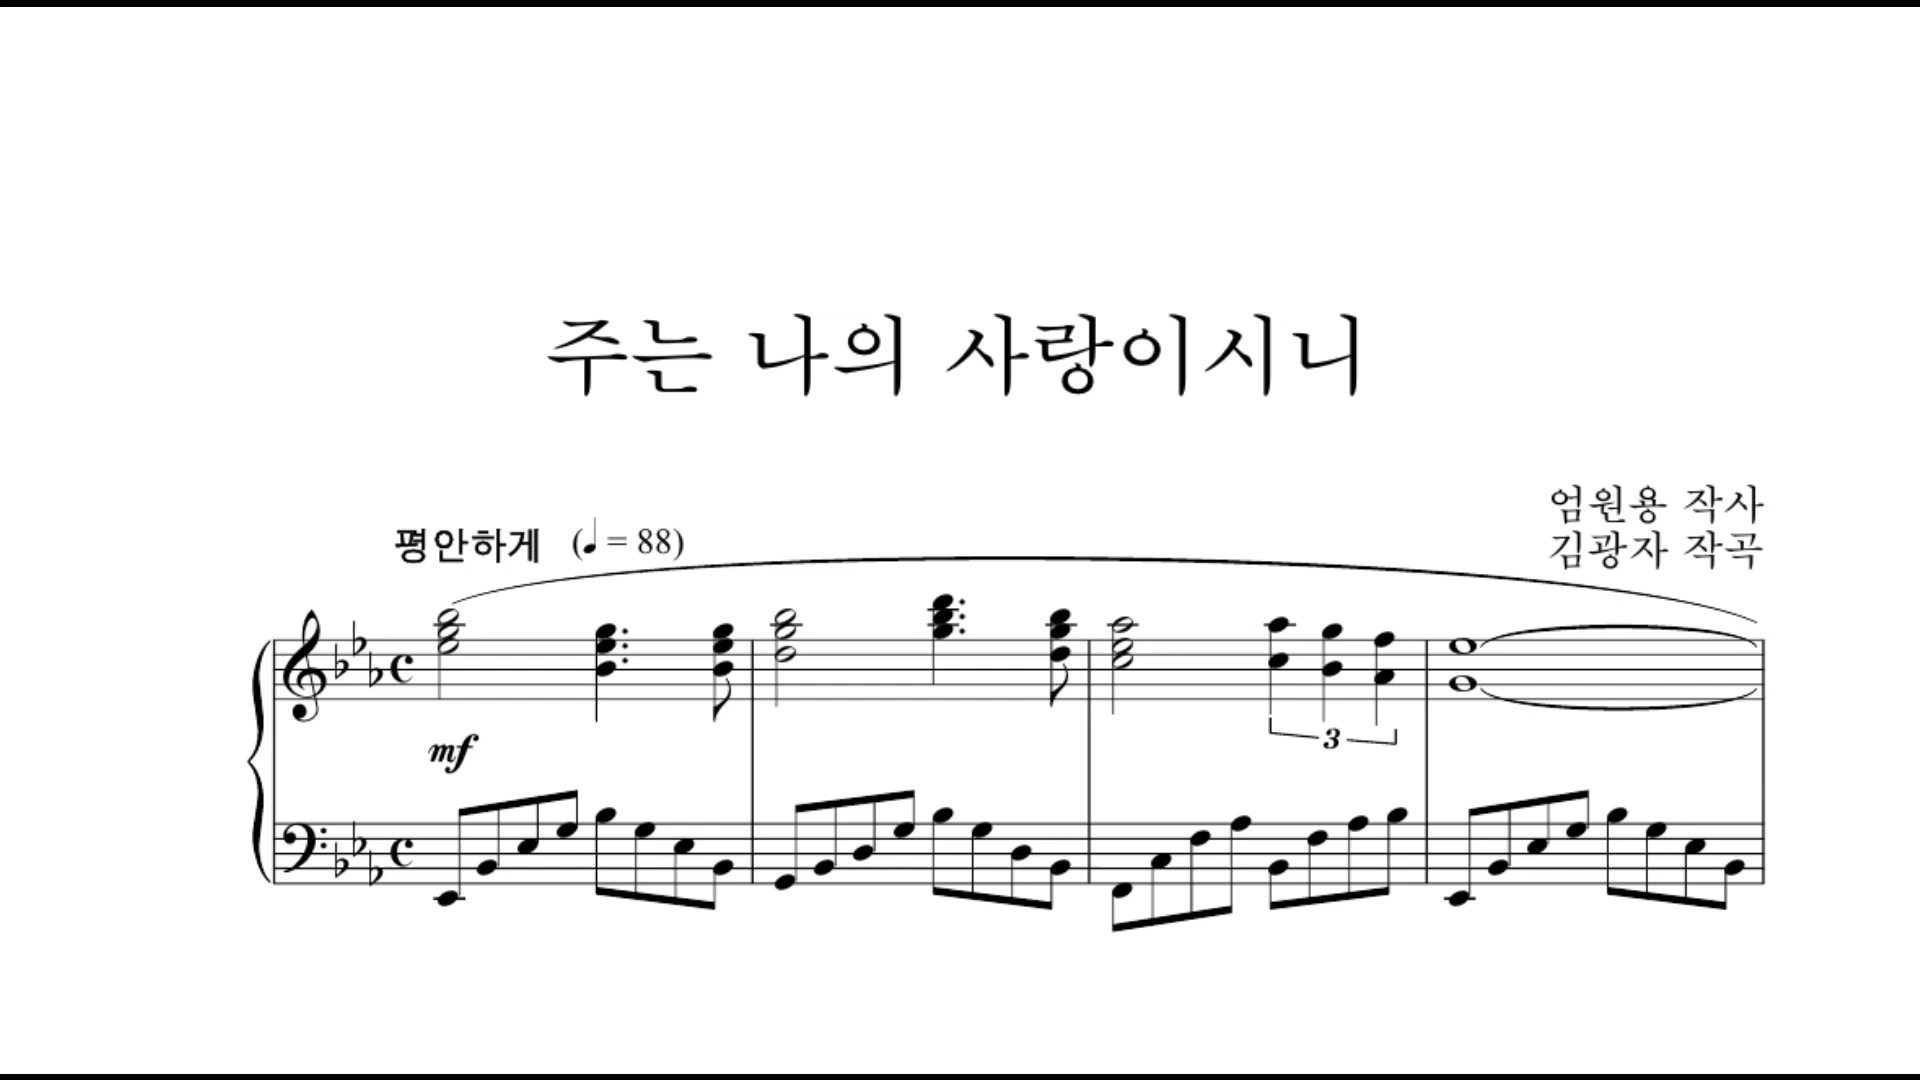 주는 나의 사랑이시니
엄원용 작사
김광자 작곡
평안하게 (♩= 88)
mf
3